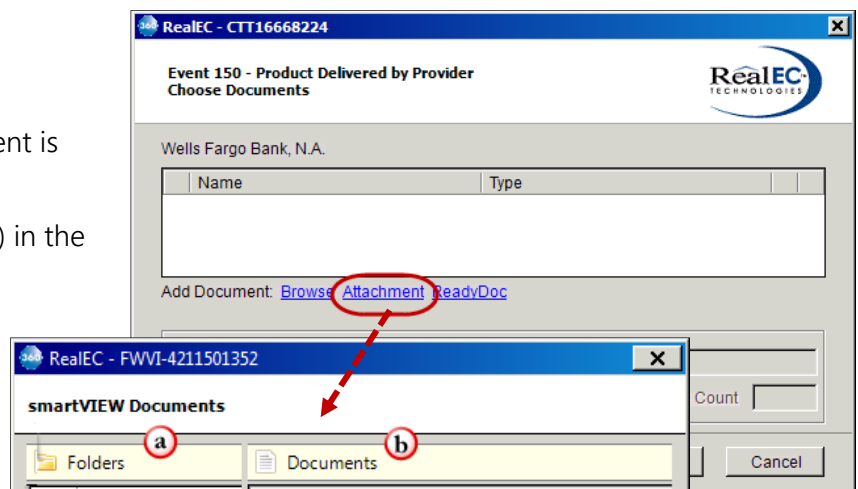 RealEC - CTT16668224
Event 150 - Product Delivered by Provider
Choose Documents
RealEC
TECHNOLOGIES
ent is
Wells Fargo Bank, N.A.
Name Type
) in the
Add Document: Browse Attachment ReadyDoc
RealEC - FWVI-4211501352
smartVIEW Documents
Count
a b
Folders Documents
Cancel